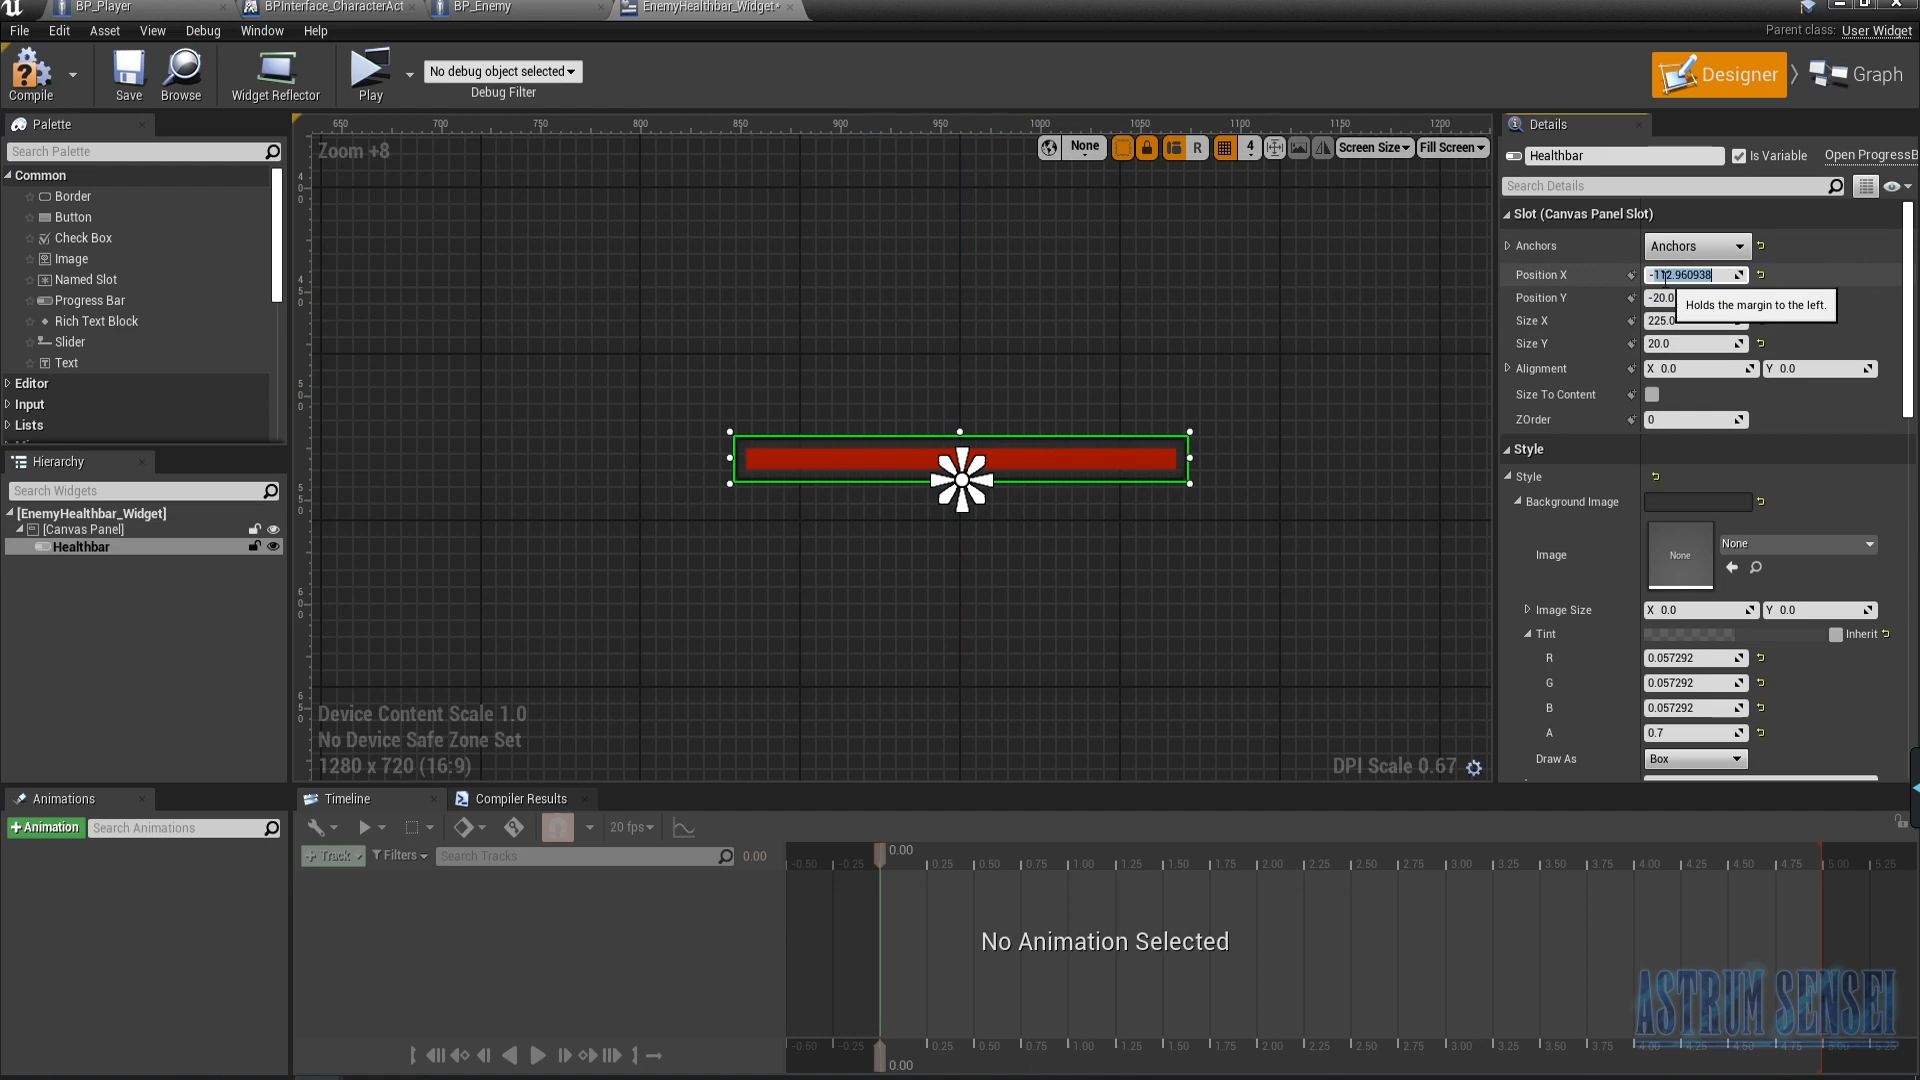 BP_Player
BPInterface_CharacterAct
BP_Enemy
EnemyHealthbar_Widget*
File
Edit
Asset
View
Debug
Window
Help
Parent class:
User Widget
Compile
Save
Browse
Widget Reflector
Play
No debug object selected
Debug Filter
Designer
Graph
Palette
Search Palette
Common
Border
Button
Check Box
Image
Named Slot
Progress Bar
Rich Text Block
Slider
Text
Editor
Input
Lists
Hierarchy
Search Widgets
[EnemyHealthbar_Widget]
[Canvas Panel]
Healthbar
650
700
750
800
850
900
950
1000
1050
1100
1150
1200
Zoom +8
None
R
4
Screen Size
Fill Screen
Device Content Scale 1.0
No Device Safe Zone Set
1280 x 720 (16:9)
DPI Scale 0.67
Details
Healthbar
Is Variable
Open ProgressB
Search Details
Slot (Canvas Panel Slot)
Anchors
Anchors
Position X
-112.960938
Position Y
-20.0
Holds the margin to the left.
Size X
225.0
Size Y
20.0
Alignment
X 0.0
Y 0.0
Size To Content
ZOrder
0
Style
Style
Background Image
Image
None
None
Image Size
X 0.0
Y 0.0
Tint
Inherit
R
0.057292
G
0.057292
B
0.057292
A
0.7
Draw As
Box
Animations
+Animation
Search Animations
Timeline
Compiler Results
20 fps
+ Track
Filters
Search Tracks
0.00
0.00
-0.50
-0.25
0.25
0.50
0.75
1.00
1.25
1.50
1.75
2.00
2.25
2.50
2.75
3.00
3.25
3.50
3.75
4.00
4.25
4.50
4.75
5.00
5.25
No Animation Selected
ASTRUM SENSEI
-0.50
-0.25
0.25
0.50
0.75
1.00
1.25
1.50
1.75
2.00
2.25
2.50
2.75
3.00
3.25
3.50
3.75
4.00
4.25
4.50
4.75
5.00
5.25
0.00